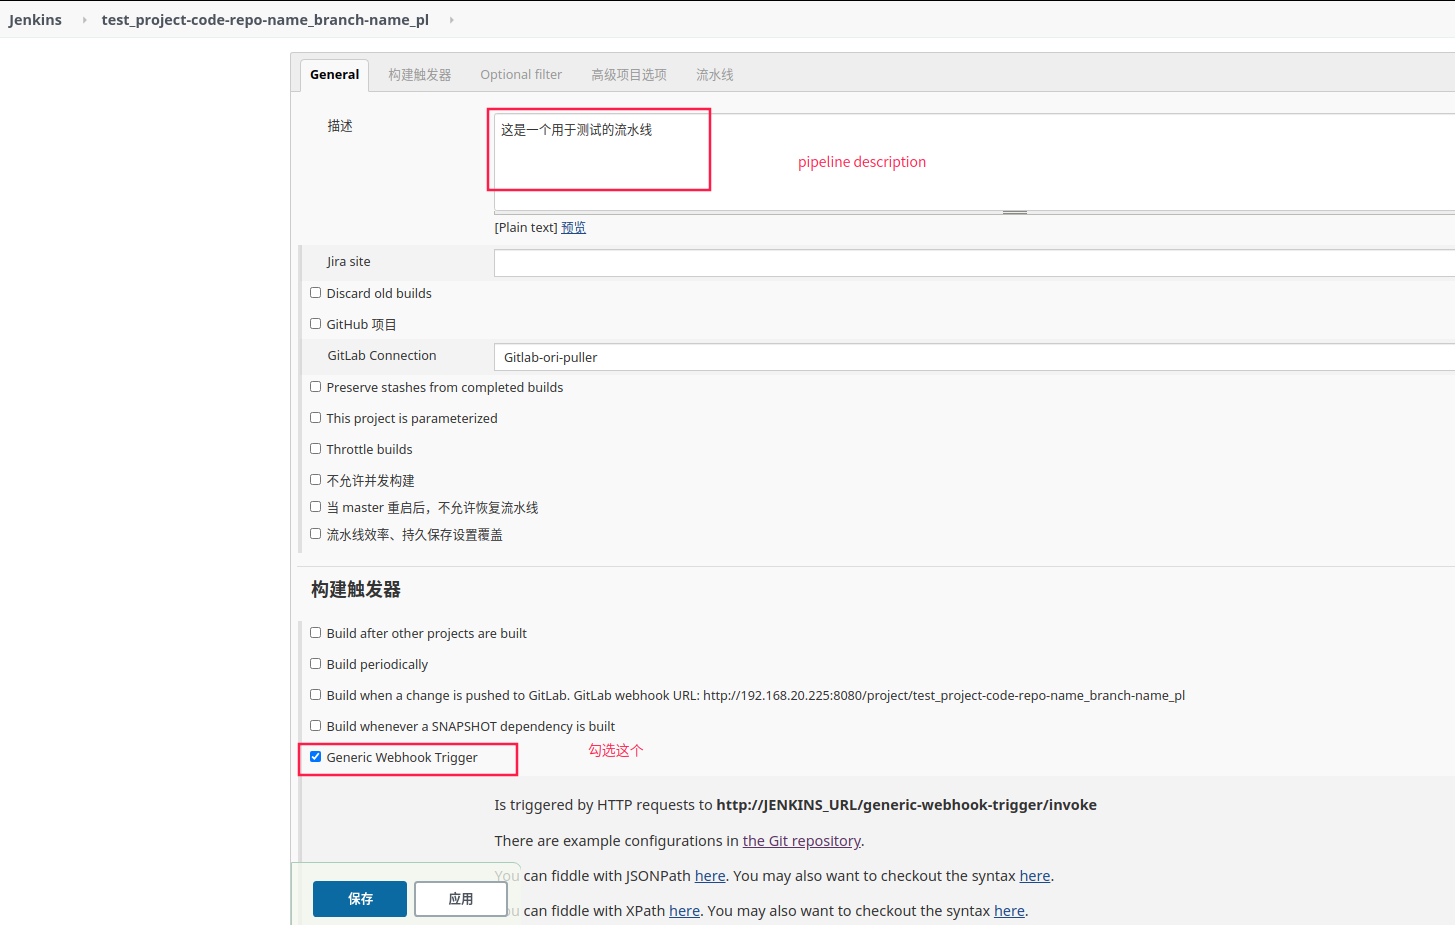 Jenkins test_project-code-repo-name_branch-name_pl
General 构建触发器 Optional filter 高级项目选项 流水线
描述 这是一个用于测试的流水线
pipeline description
[Plain text] 预览
Jira site
Discard old builds
GitHub 项目
GitLab Connection Gitlab-ori-puller
Preserve stashes from completed builds
This project is parameterized
Throttle builds
不允许并发构建
当 master 重启后，不允许恢复流水线
流水线效率、持久保存设置覆盖
构建触发器
Build after other projects are built
Build periodically
Build when a change is pushed to GitLab. GitLab webhook URL: http://192.168.20.225:8080/project/test_project-code-repo-name_branch-name_pl
Build whenever a SNAPSHOT dependency is built
Generic Webhook Trigger 勾选这个
Is triggered by HTTP requests to http://JENKINS_URL/generic-webhook-trigger/invoke
There are example configurations in the Git repository.
You can fiddle with JSONPath here. You may also want to checkout the syntax here.
保存 应用
You can fiddle with XPath here. You may also want to checkout the syntax here.